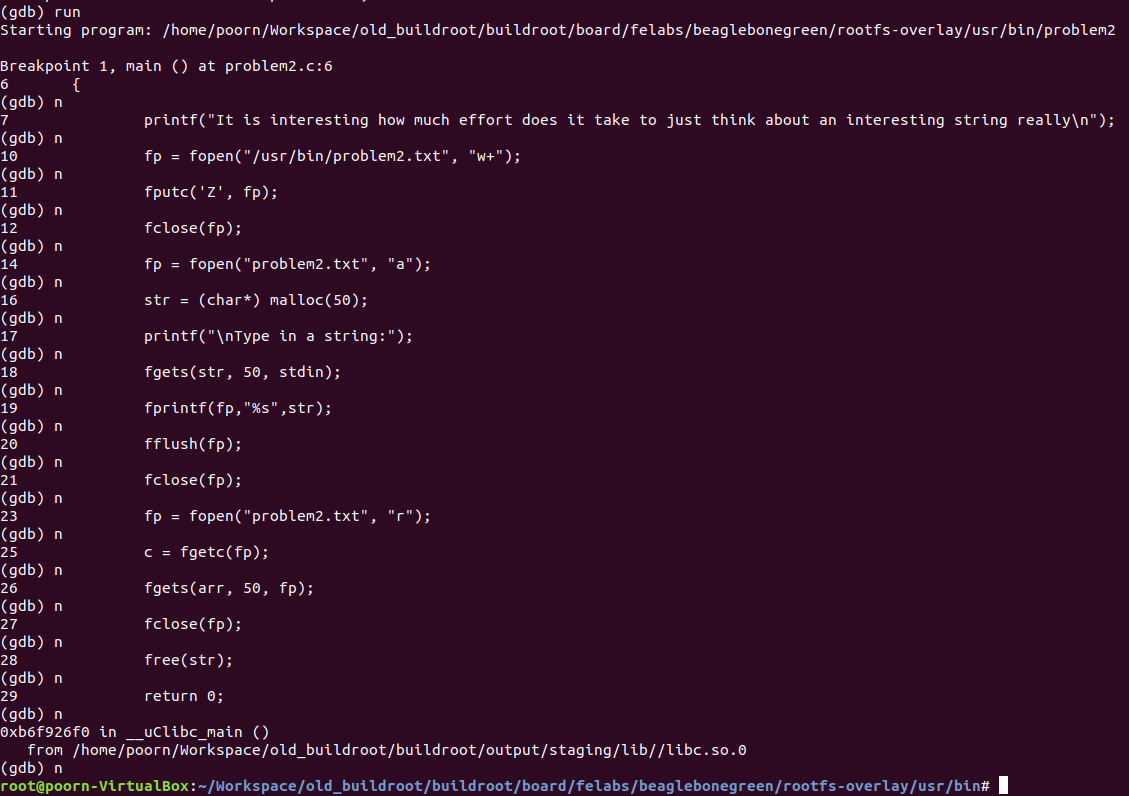 (gdb) run
Starting program: /home/poorn/Workspace/old_buildroot/buildroot/board/felabs/beaglebonegreen/rootfs-overlay/usr/bin/problem2

Breakpoint 1, main () at problem2.c:6
6       {
(gdb) n
7               printf("It is interesting how much effort does it take to just think about an interesting string really\n");
(gdb) n
10              fp = fopen("/usr/bin/problem2.txt", "w+");
(gdb) n
11              fputc('Z', fp);
(gdb) n
12              fclose(fp);
(gdb) n
14              fp = fopen("problem2.txt", "a");
(gdb) n
16              str = (char*) malloc(50);
(gdb) n
17              printf("\nType in a string:");
(gdb) n
18              fgets(str, 50, stdin);
(gdb) n
19              fprintf(fp,"%s",str);
(gdb) n
20              fflush(fp);
(gdb) n
21              fclose(fp);
(gdb) n
23              fp = fopen("problem2.txt", "r");
(gdb) n
25              c = fgetc(fp);
(gdb) n
26              fgets(arr, 50, fp);
(gdb) n
27              fclose(fp);
(gdb) n
28              free(str);
(gdb) n
29              return 0;
(gdb) n
0xb6f926f0 in __uClibc_main ()
   from /home/poorn/Workspace/old_buildroot/buildroot/output/staging/lib//libc.so.0
(gdb) n
root@poorn-VirtualBox:~/Workspace/old_buildroot/buildroot/board/felabs/beaglebonegreen/rootfs-overlay/usr/bin#